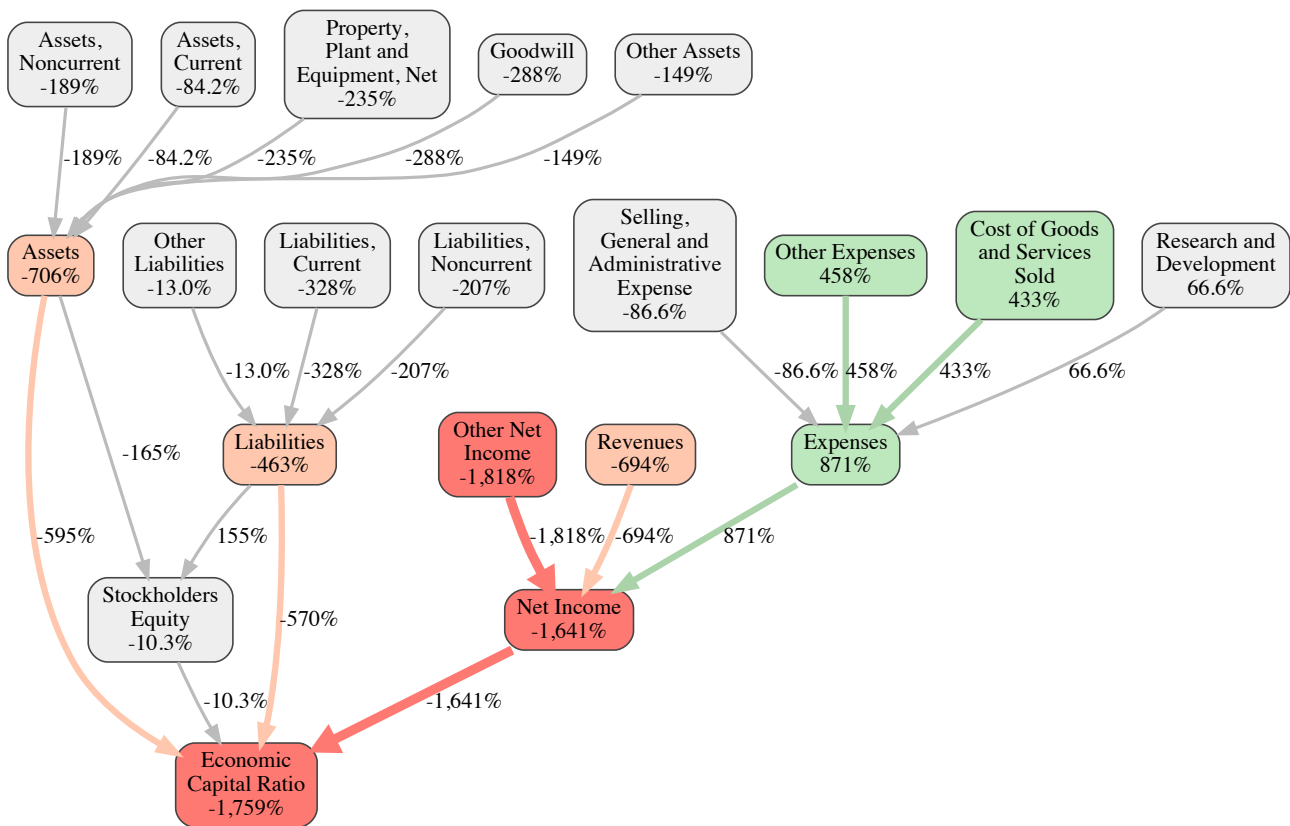 Assets,
Noncurrent
-189%
Assets,
Current
-84.2%
Property,
Plant and
Equipment, Net
-235%
Goodwill
-288%
Other Assets
-149%
-189%
-84.2%
-235%
-288%
-149%
Assets
-706%
Other
Liabilities
-13.0%
Liabilities,
Current
-328%
Liabilities,
Noncurrent
-207%
Selling,
General and
Administrative
Expense
-86.6%
Other Expenses
458%
Cost of Goods
and Services
Sold
433%
Research and
Development
66.6%
-13.0%
-328%
-207%
-86.6%
458%
433%
66.6%
-165%
Liabilities
-463%
Other Net
Income
-1,818%
Revenues
-694%
Expenses
871%
-595%
155%
-570%
-1,818%
-694%
871%
Stockholders
Equity
-10.3%
Net Income
-1,641%
-10.3%
-1,641%
Economic
Capital Ratio
-1,759%